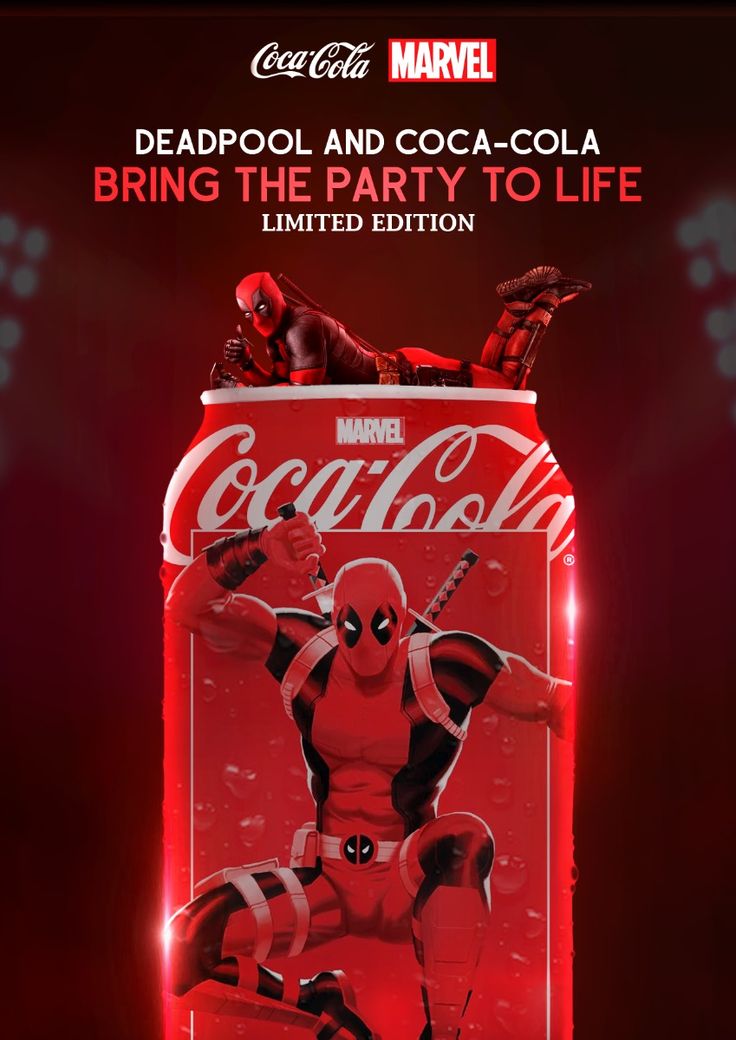 Coca-Cola MARVEL
DEADPOOL AND COCA-COLA
BRING THE PARTY TO LIFE
LIMITED EDITION
MARVEL
Coca-Cola
®